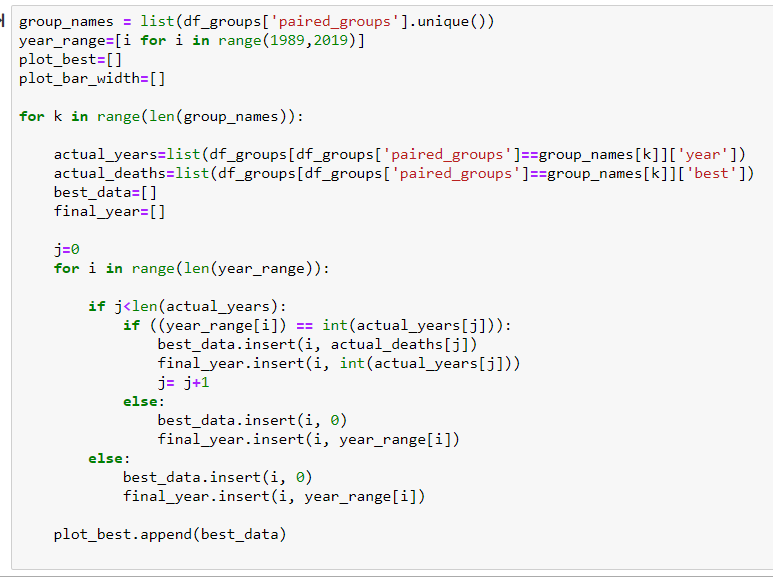 group_names = list(df_groups['paired_groups'].unique())
year_range=[i for i in range(1989,2019)]
plot_best=[]
plot_bar_width=[]
for k in range(len(group_names)):
    actual_years=list(df_groups[df_groups['paired_groups']==group_names[k]]['year'])
    actual_deaths=list(df_groups[df_groups['paired_groups']==group_names[k]]['best'])
    best_data=[]
    final_year=[]
    j=0
    for i in range(len(year_range)):
        if j<len(actual_years):
            if ((year_range[i]) == int(actual_years[j])):
                best_data.insert(i, actual_deaths[j])
                final_year.insert(i, int(actual_years[j]))
                j= j+1
            else:
                best_data.insert(i, 0)
                final_year.insert(i, year_range[i])
        else:
            best_data.insert(i, 0)
            final_year.insert(i, year_range[i])
    plot_best.append(best_data)